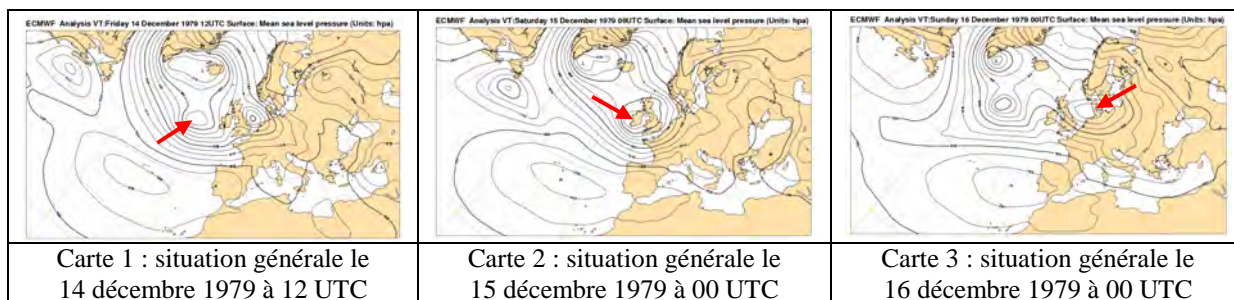 ECMWF Analysis VT:Friday 14 December 1979 12UTC Surface: Mean sea level pressure (Units: hpa)
ECMWF Analysis VT:Saturday 15 December 1979 00UTC Surface: Mean sea level pressure (Units: hpa)
ECMWF Analysis VT:Sunday 16 December 1979 00UTC Surface: Mean sea level pressure (Units: hpa)
Carte 1 : situation générale le
14 décembre 1979 à 12 UTC
Carte 2 : situation générale le
15 décembre 1979 à 00 UTC
Carte 3 : situation générale le
16 décembre 1979 à 00 UTC